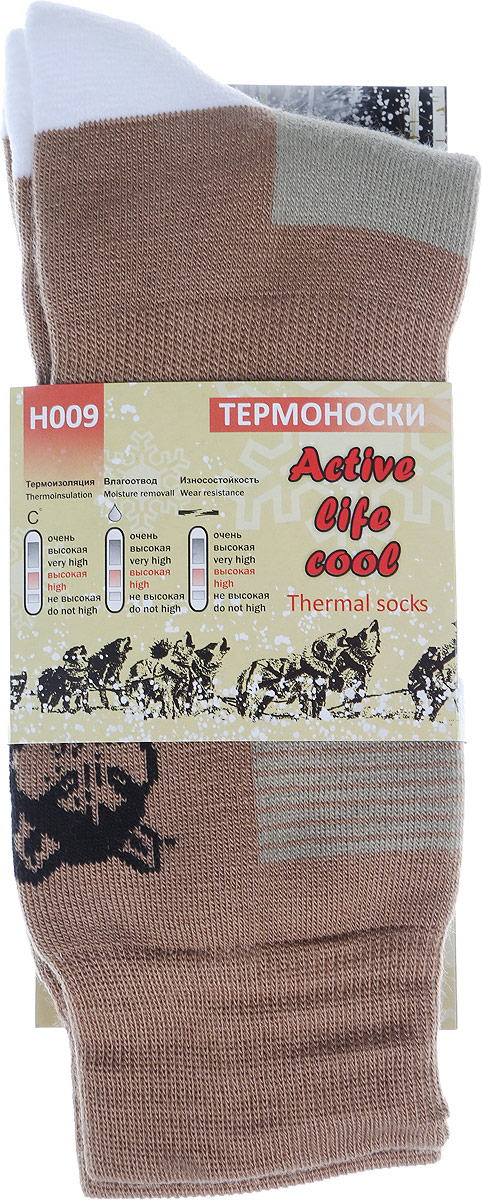 Н009
ТЕРМОНОСКИ
Active
life
cool
Thermal socks
Термоизоляция
Thermoinsulation
Влагоотвод
Moisture removall
Износостойкость
Wear resistance
C°
очень
высокая
very high
высокая
high
не высокая
do not high
очень
высокая
very high
высокая
high
не высокая
do not high
очень
высокая
very high
высокая
high
не высокая
do not high